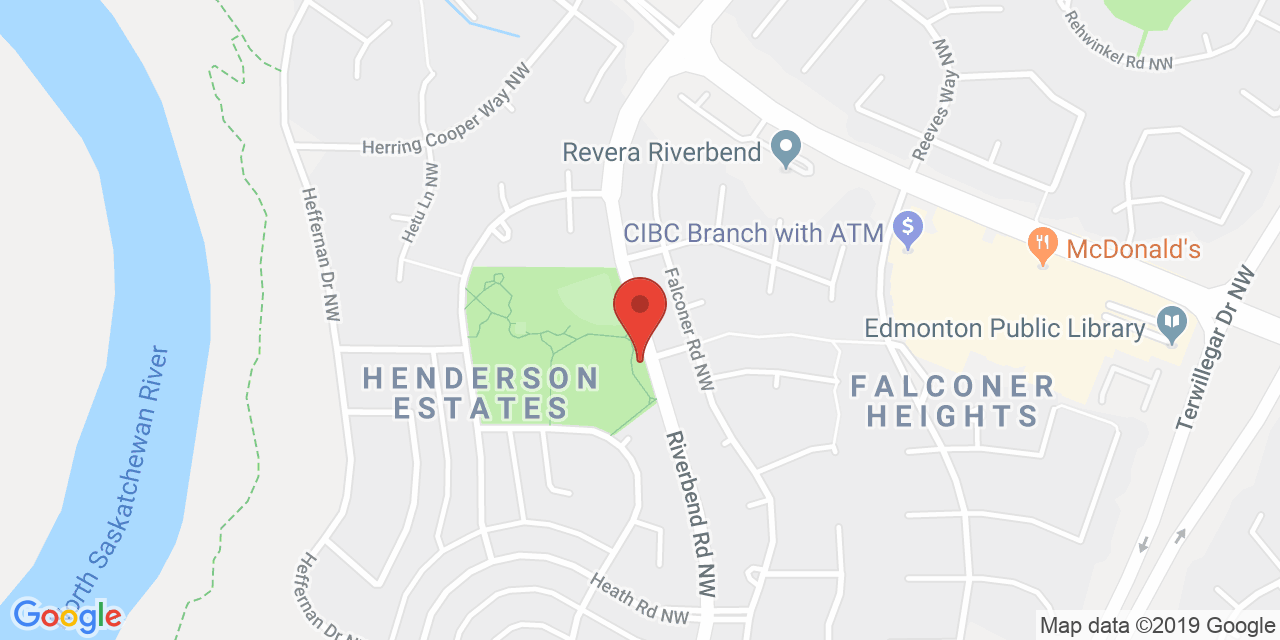 Rehwinkel Rd NW
Reeves Way NW
Herring Cooper Way NW
Revera Riverbend
Hetu Ln NW
Heffernan Dr NW
CIBC Branch with ATM
$
McDonald's
Falconer Rd NW
Terwillegar Dr NW
Edmonton Public Library
HENDERSON
ESTATES
FALCONER
HEIGHTS
North Saskatchewan River
Riverbend Rd NW
Heffernan Dr NW
Heath Rd NW
Google
Map data ©2019 Google